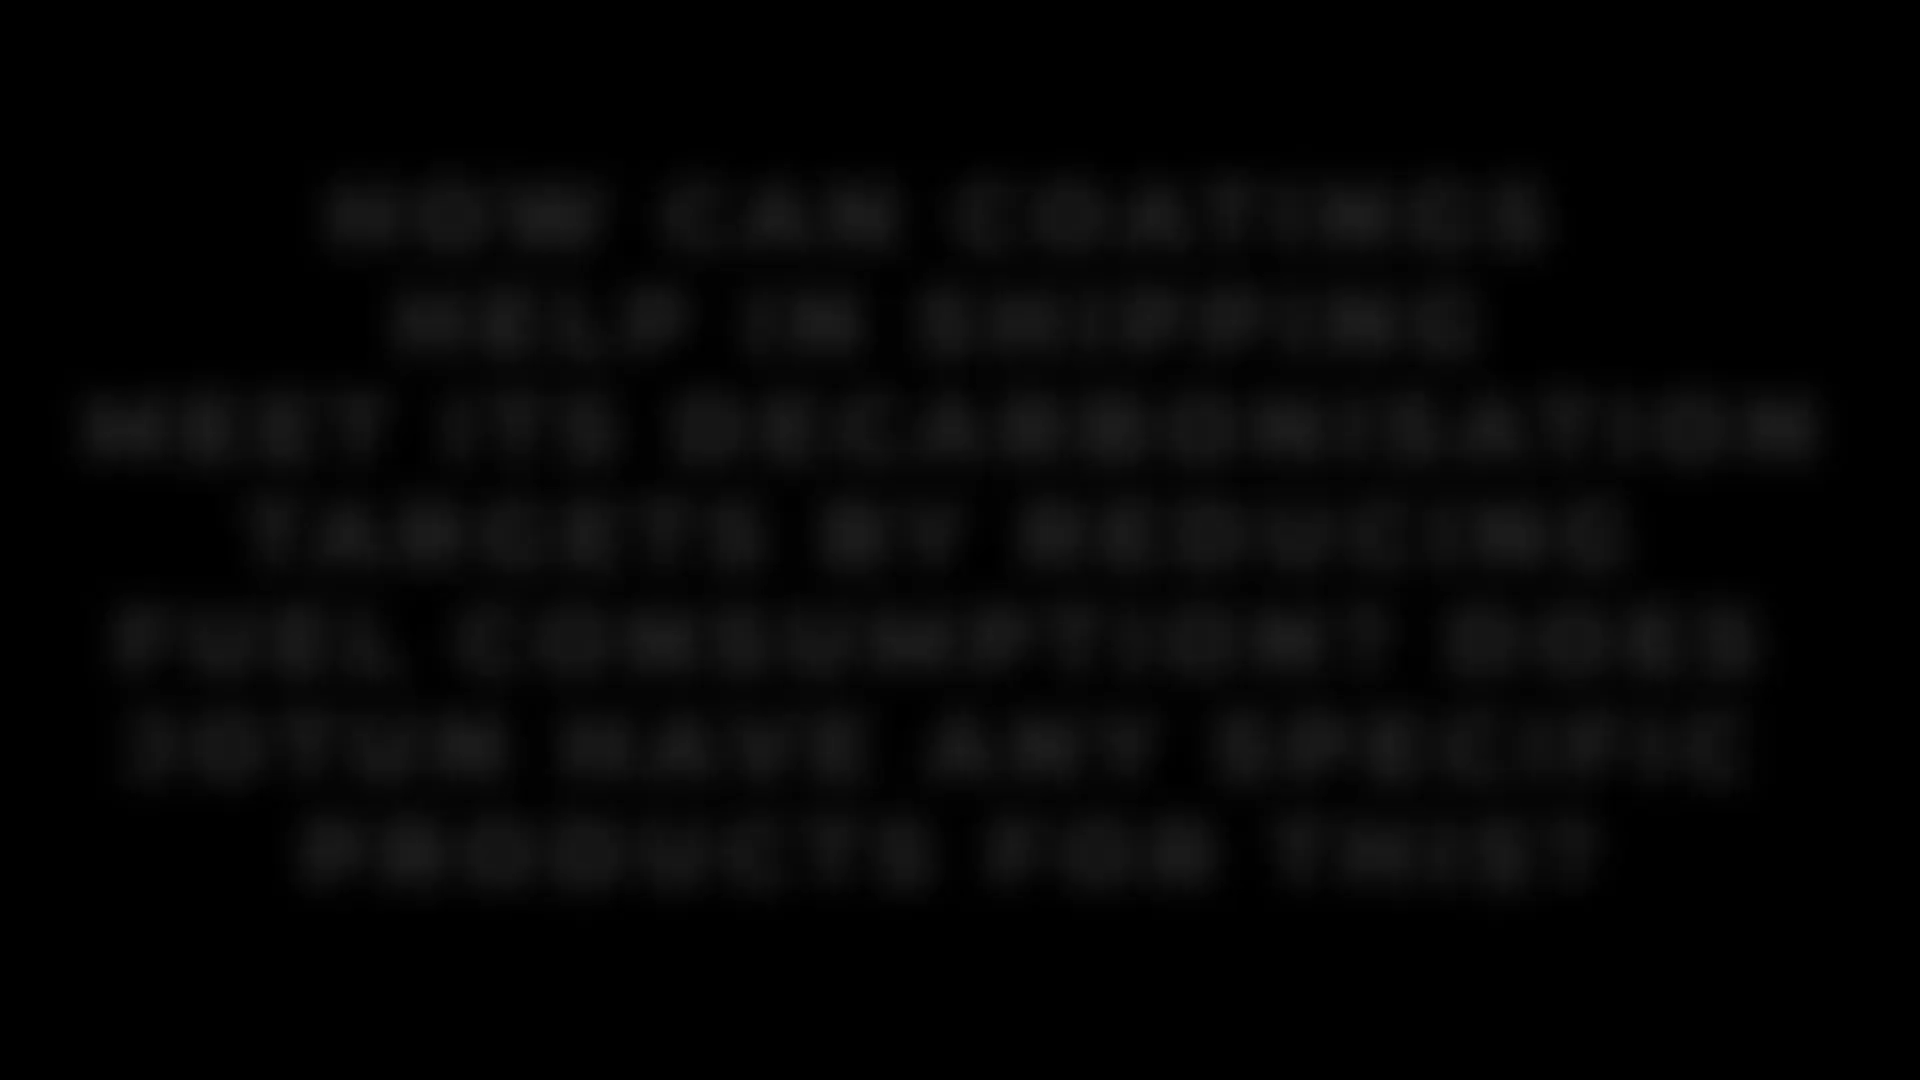 HOW CAN COATINGS
HELP IN SHIPPING
MEET ITS DECARBONISATION
TARGETS BY REDUCING
FUEL CONSUMPTION? DOES
JOTUN HAVE ANY SPECIFIC
PRODUCTS FOR THIS?